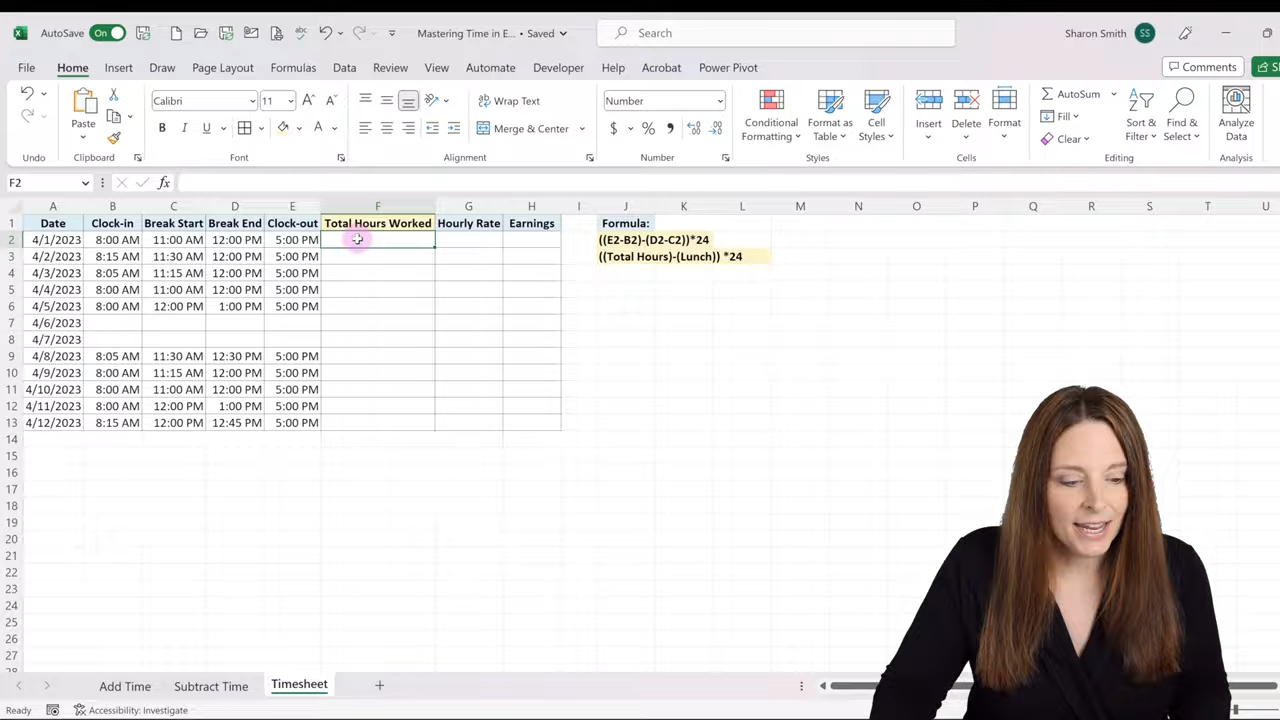 AutoSave On Mastering Time in E... • Saved Search Sharon Smith SS
File Home Insert Draw Page Layout Formulas Data Review View Automate Developer Help Acrobat Power Pivot Comments
Calibri 11 Wrap Text Number AutoSum
Paste Conditional Format as Cell Insert Delete Format Fill Sort & Find & Analyze
B I U A Merge & Center $ % Formatting Table Styles Clear Filter Select Data
Undo Clipboard Font Alignment Number Styles Cells Editing Analysis
F2 fx
A B C D E F G H I J K L M N O P Q R S T U
1 Date Clock-in Break Start Break End Clock-out Total Hours Worked Hourly Rate Earnings Formula:
2 4/1/2023 8:00 AM 11:00 AM 12:00 PM 5:00 PM ((E2-B2)-(D2-C2))*24
3 4/2/2023 8:15 AM 11:30 AM 12:00 PM 5:00 PM ((Total Hours)-(Lunch)) *24
4 4/3/2023 8:05 AM 11:15 AM 12:00 PM 5:00 PM
5 4/4/2023 8:00 AM 11:00 AM 12:00 PM 5:00 PM
6 4/5/2023 8:00 AM 12:00 PM 1:00 PM 5:00 PM
7 4/6/2023
8 4/7/2023
9 4/8/2023 8:05 AM 11:30 AM 12:30 PM 5:00 PM
10 4/9/2023 8:00 AM 11:15 AM 12:00 PM 5:00 PM
11 4/10/2023 8:00 AM 11:00 AM 12:00 PM 5:00 PM
12 4/11/2023 8:00 AM 12:00 PM 1:00 PM 5:00 PM
13 4/12/2023 8:15 AM 12:00 PM 12:45 PM 5:00 PM
14
15
16
17
18
19
20
21
22
23
24
25
26
27
Add Time Subtract Time Timesheet
Ready Accessibility: Investigate